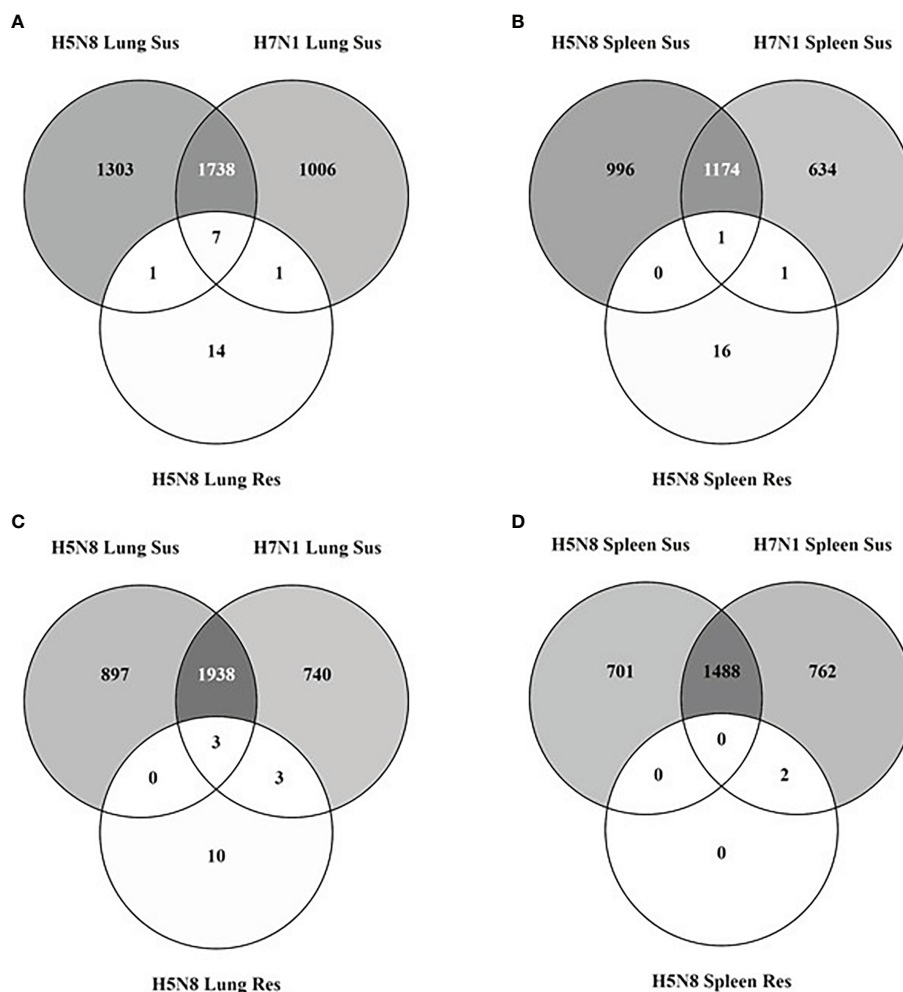 A
H5N8 Lung Sus
H7N1 Lung Sus
1303
1738
1006
7
1
1
14
H5N8 Lung Res
B
H5N8 Spleen Sus
H7N1 Spleen Sus
996
1174
634
1
0
1
16
H5N8 Spleen Res
C
H5N8 Lung Sus
H7N1 Lung Sus
897
1938
740
3
0
3
10
H5N8 Lung Res
D
H5N8 Spleen Sus
H7N1 Spleen Sus
701
1488
762
0
0
2
0
H5N8 Spleen Res